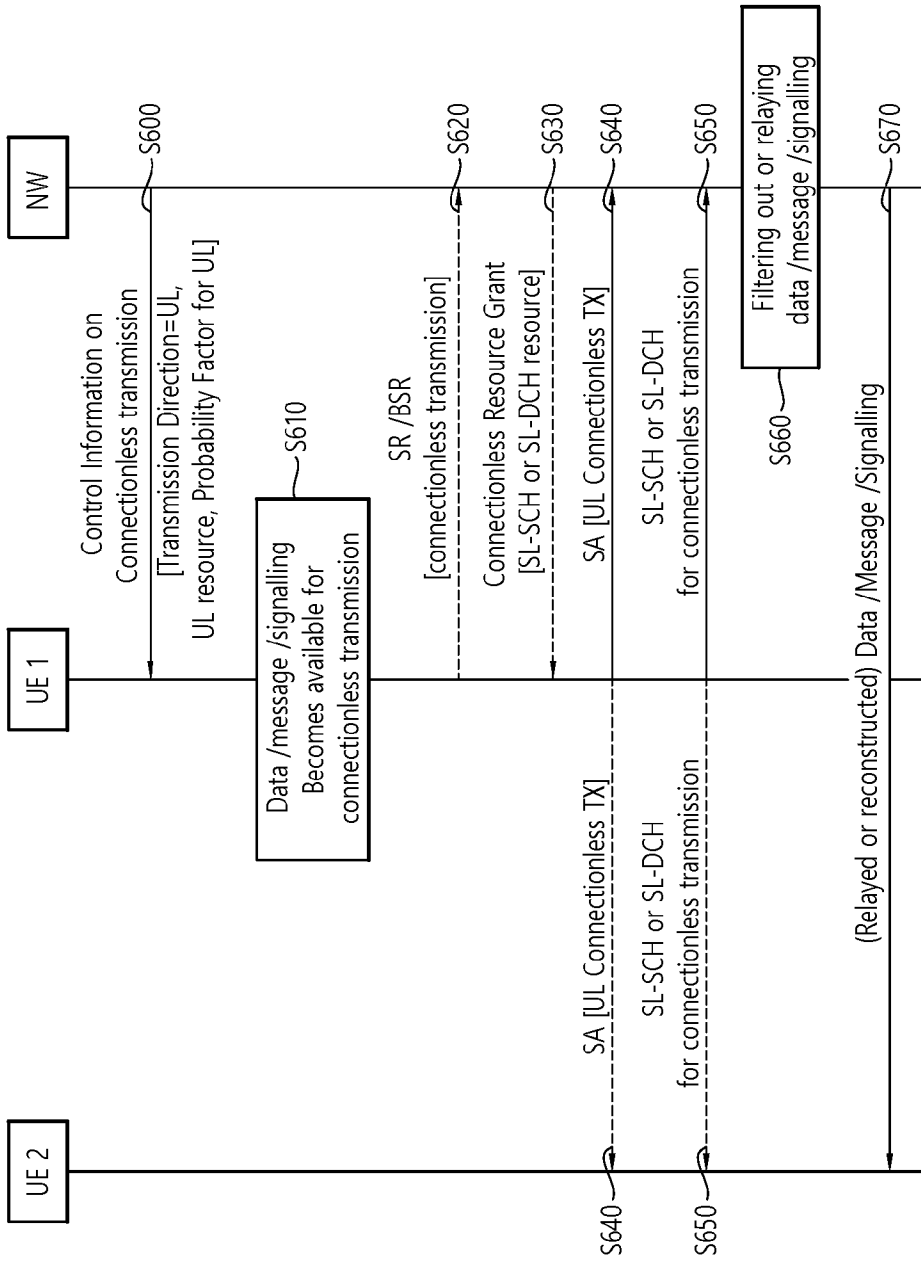 UE 2
UE 1
NW
Control Information on
Connectionless transmission
[Transmission Direction=UL,
UL resource, Probability Factor for UL]
S600
Data /message /signalling
Becomes available for
connectionless transmission
S610
SR /BSR
[connectionless transmission]
S620
Connectionless Resource Grant
[SL-SCH or SL-DCH resource]
S630
SA [UL Connectionless TX]
S640
SA [UL Connectionless TX]
S640
SL-SCH or SL-DCH
for connectionless transmission
S650
SL-SCH or SL-DCH
for connectionless transmission
S650
Filtering out or relaying
data /message /signalling
S660
(Relayed or reconstructed) Data /Message /Signalling
S670